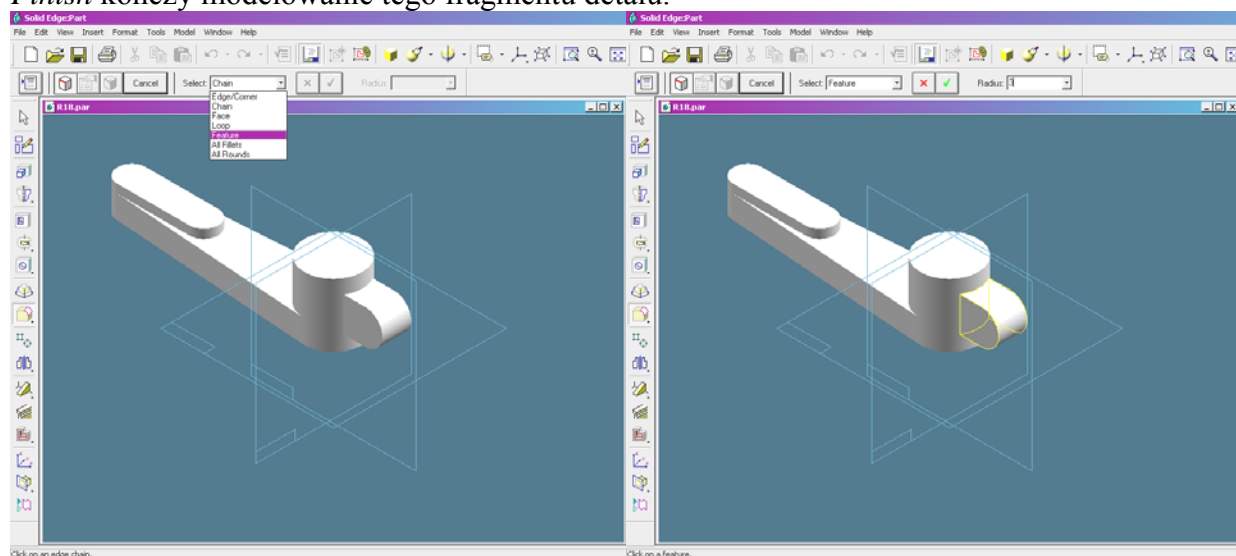 Finish kończy modelowanie tego fragmentu detalu.
Solid Edge:Part
File Edit View Insert Format Tools Model Window Help
Cancel Select: Chain Radius:
Edge/Corner
Chain
Face
Loop
Feature
All Fillets
All Rounds
R18.par
Click on an edge chain.
Solid Edge:Part
File Edit View Insert Format Tools Model Window Help
Cancel Select: Feature Radius: 3
R18.par
Click on a feature.